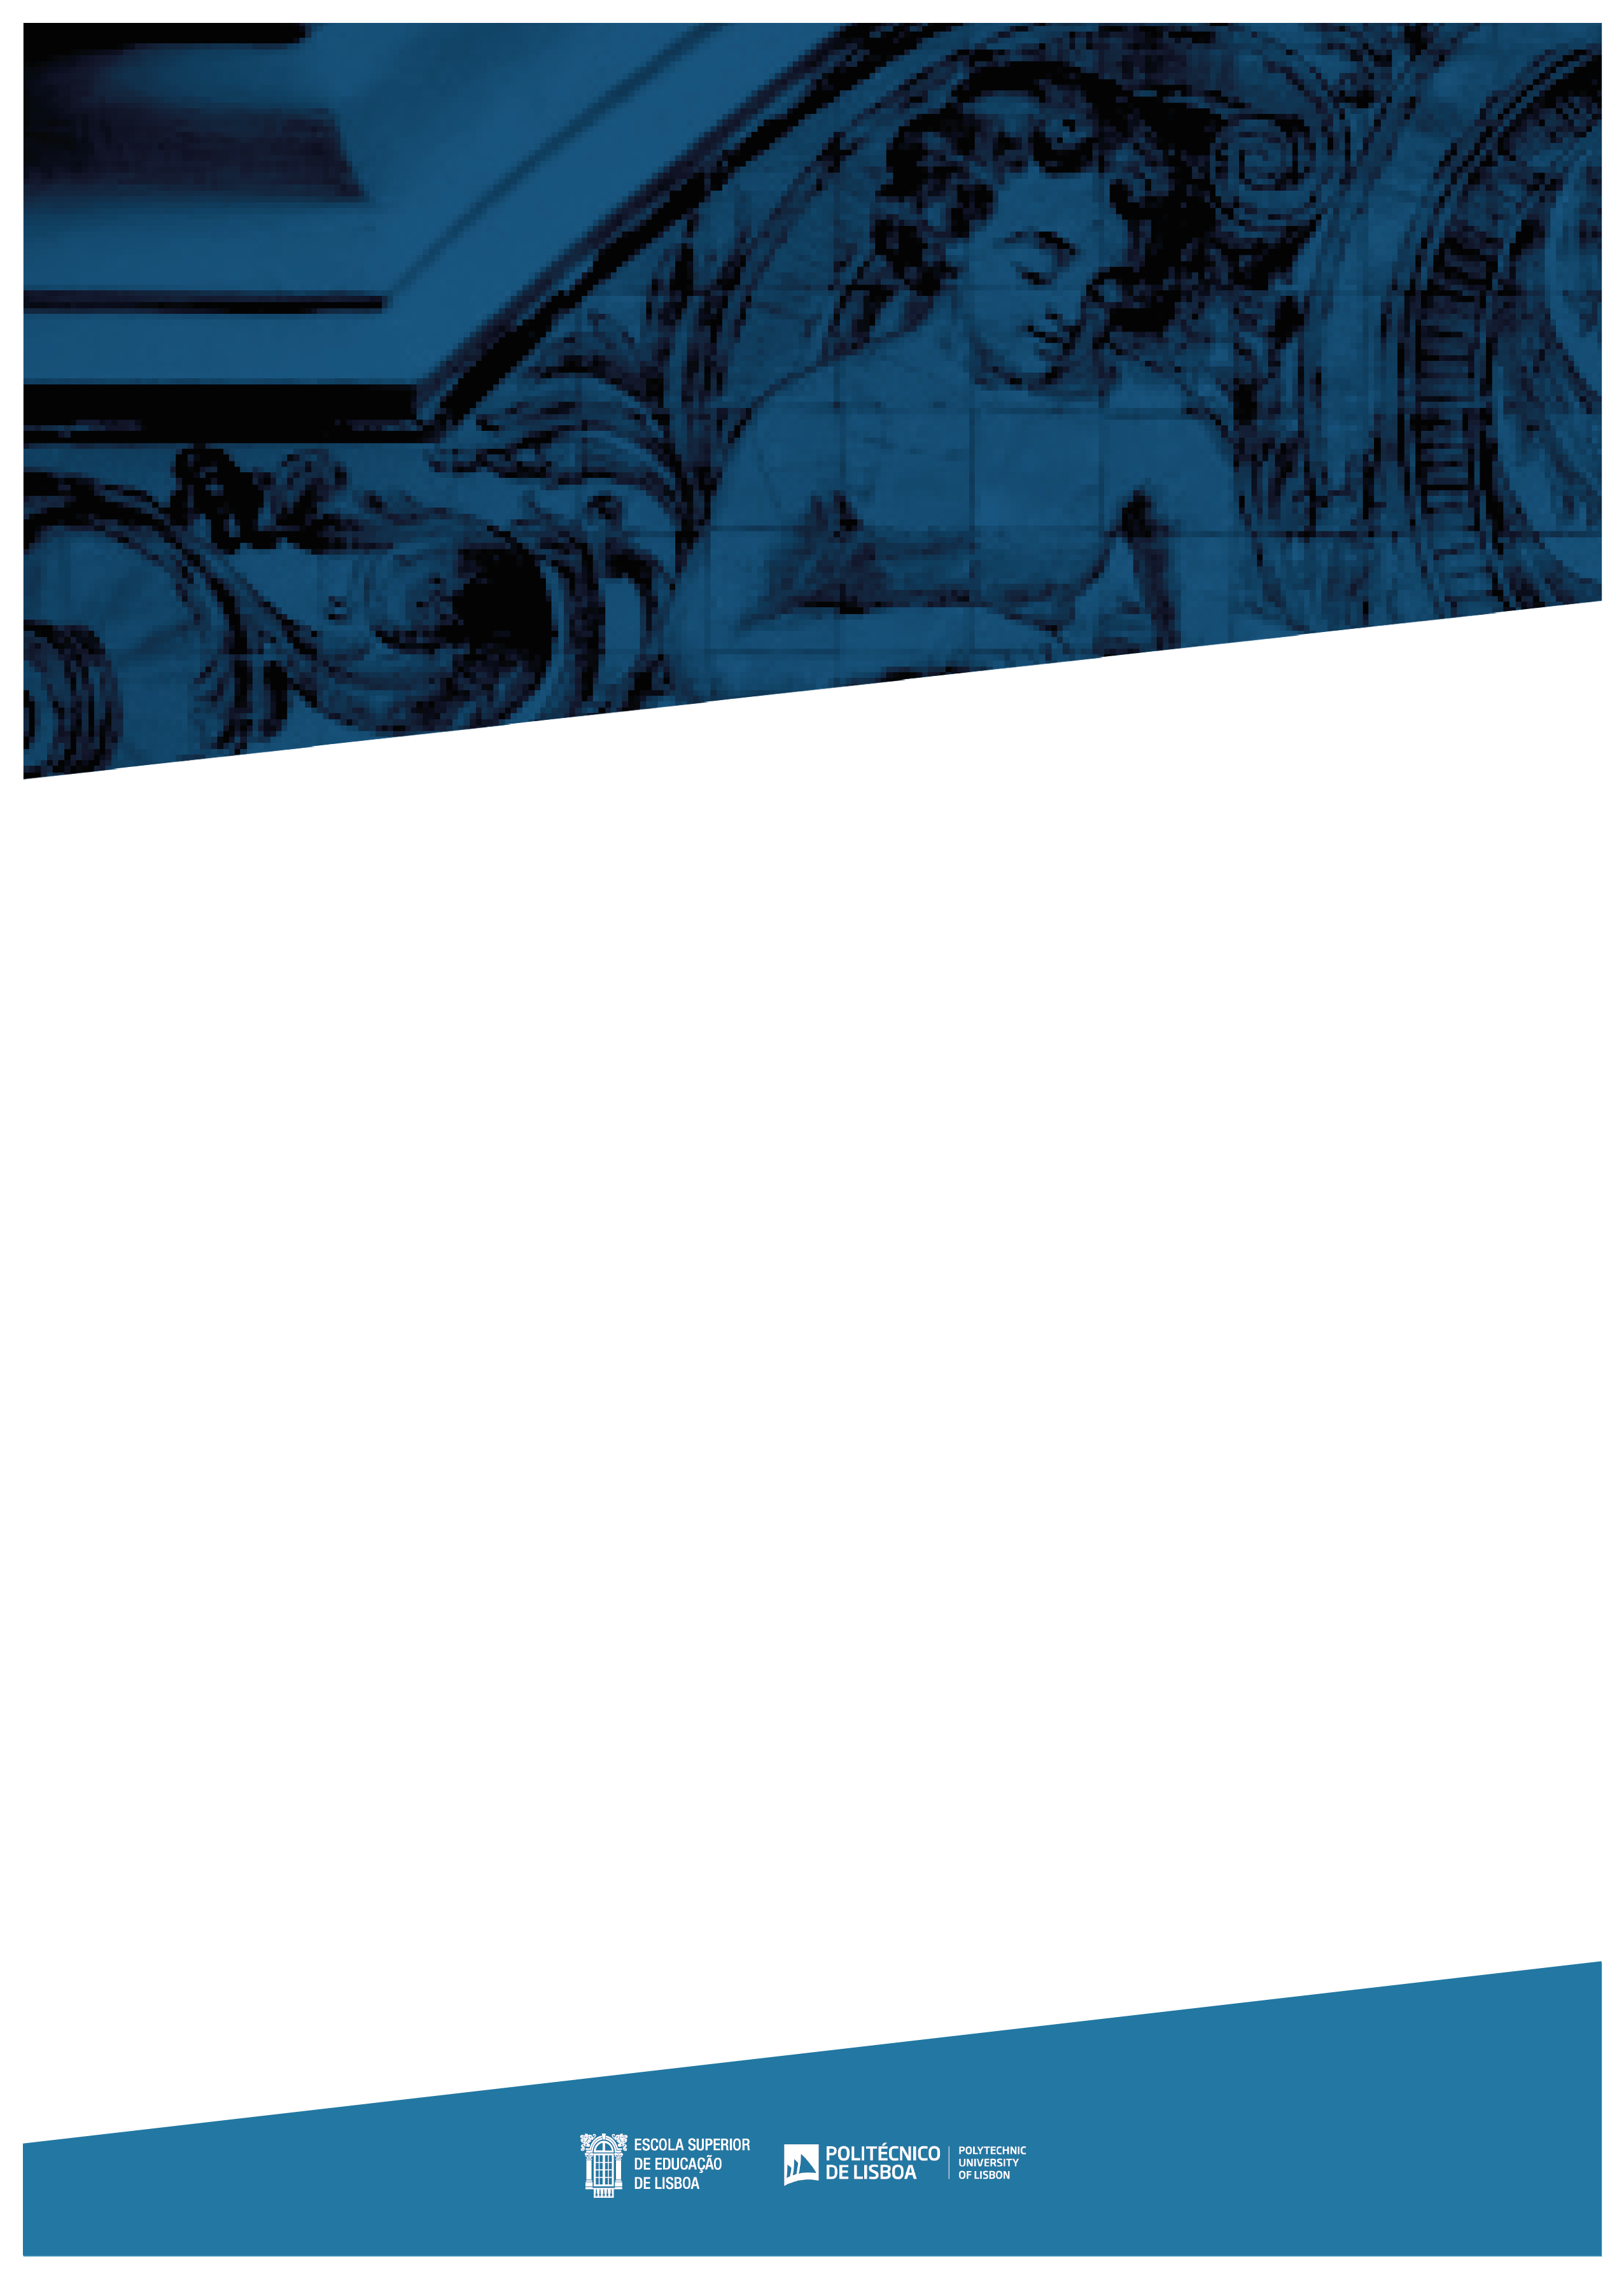 ESCOLA SUPERIOR
DE EDUCAÇÃO
DE LISBOA
POLITÉCNICO
DE LISBOA
POLYTECHNIC
UNIVERSITY
OF LISBON